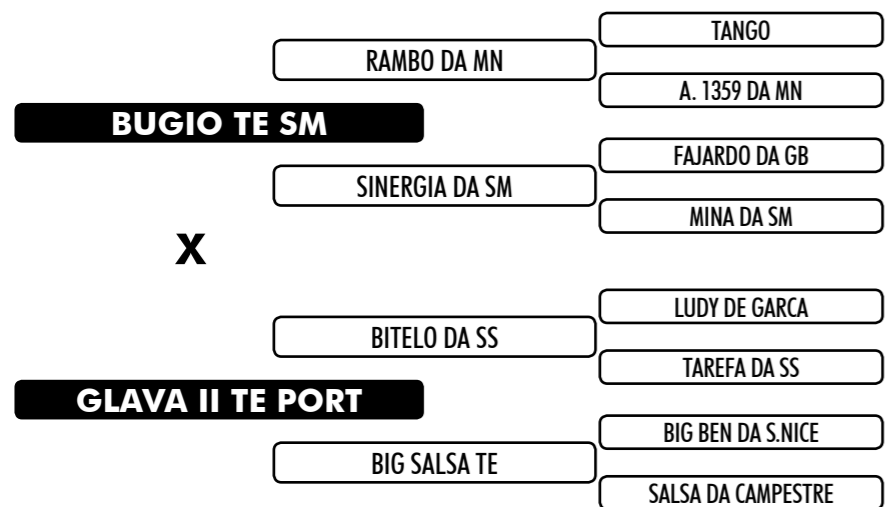 TANGO
RAMBO DA MN
A. 1359 DA MN
BUGIO TE SM
FAJARDO DA GB
SINERGIA DA SM
MINA DA SM
X
LUDY DE GARCA
BITELO DA SS
TAREFA DA SS
GLAVA II TE PORT
BIG BEN DA S.NICE
BIG SALSA TE
SALSA DA CAMPESTRE